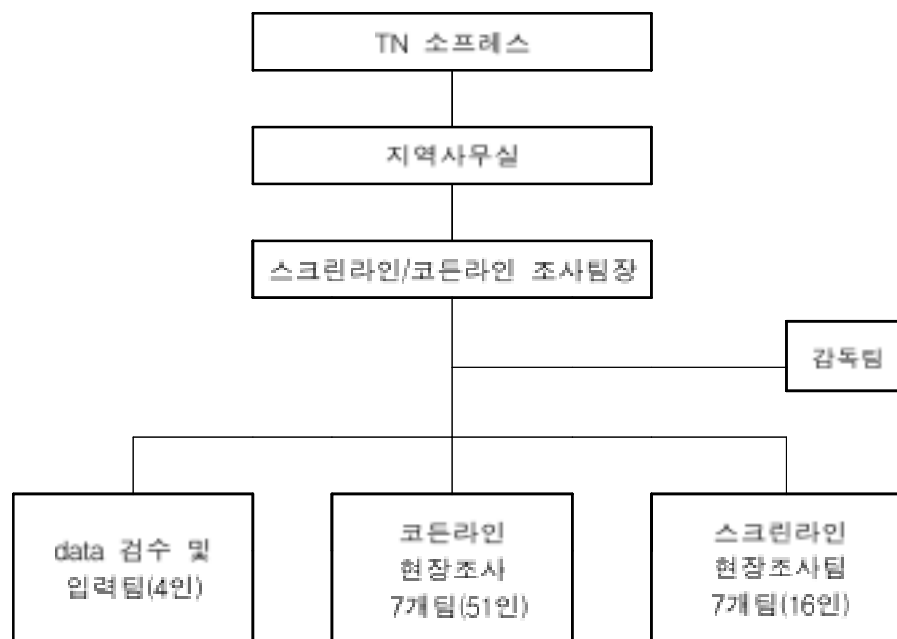 TN 소프레스
지역사무실
스크린라인/코든라인 조사팀장
감독팀
data 검수 및
입력팀(4인)
코든라인
현장조사
7개팀(51인)
스크린라인
현장조사팀
7개팀(16인)